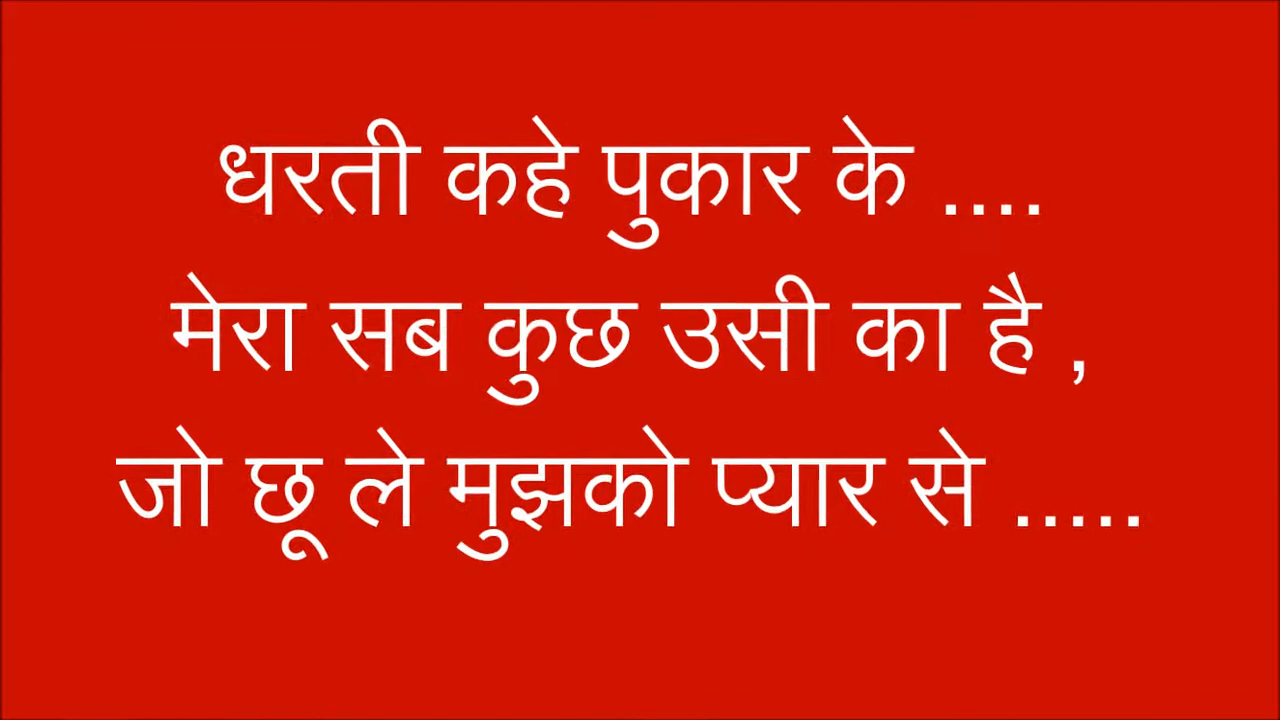 धरती कहे पुकार के ....
मेरा सब कुछ उसी का है ,
जो छू ले मुझको प्यार से .....